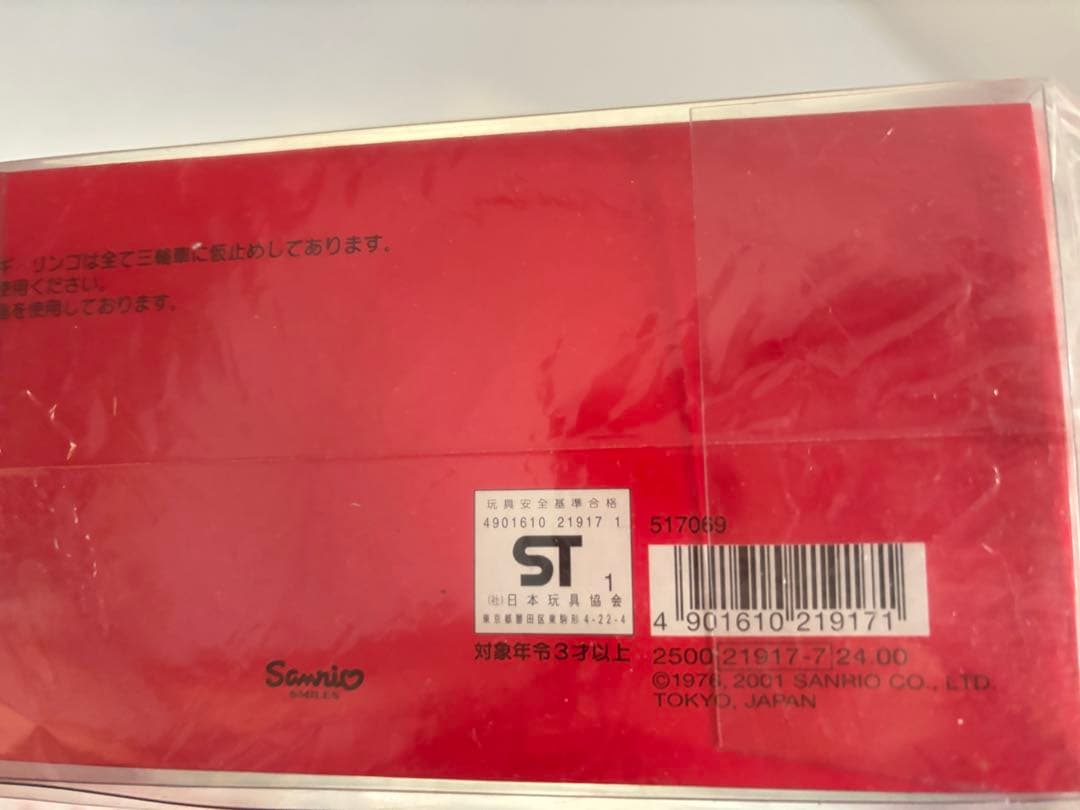 ギ・リンゴは全て三輪車に仮止めしてあります。
使用ください。
を使用しております。
玩具安全基準合格
4901610 21917 1
ST 1
(社)日本玩具協会
東京都墨田区東駒形4-22-4
対象年令3才以上
517069
4 901610 219171
2500 21917-7 24.00
©1976, 2001 SANRIO CO., LTD.
TOKYO, JAPAN
Sanrio
SMILES